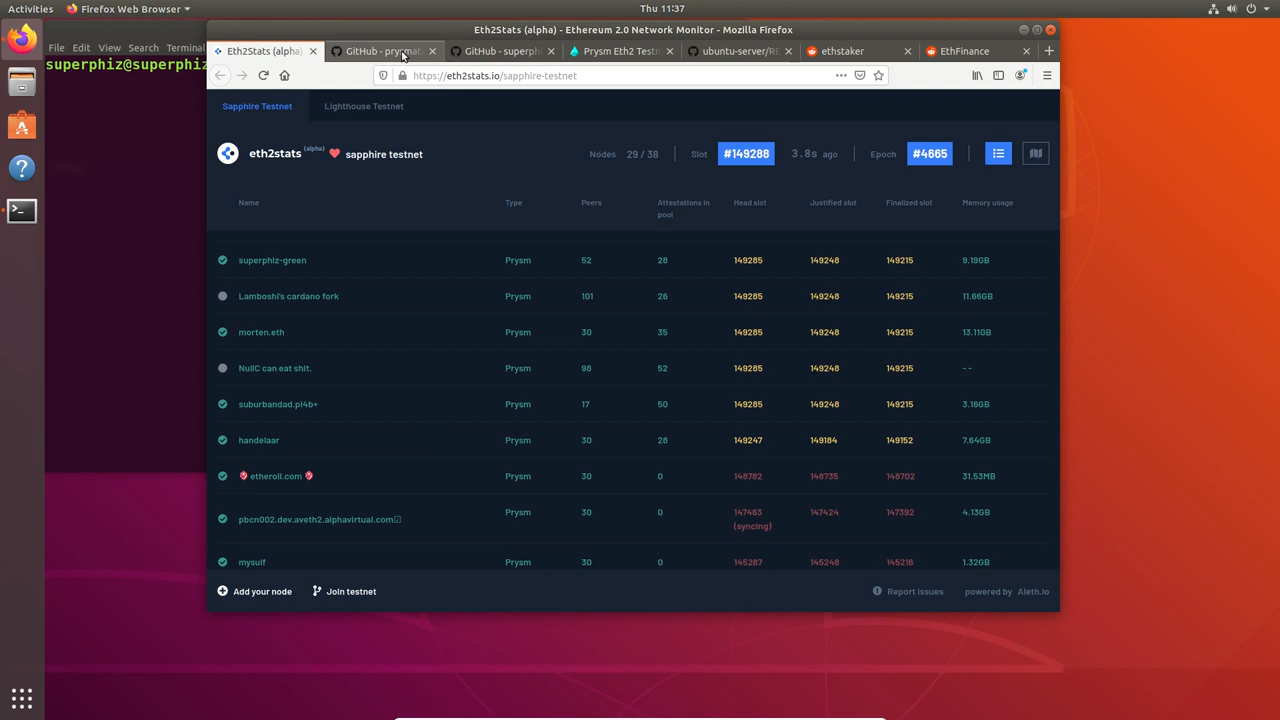 Activities Firefox Web Browser Thu 11:37
Eth2Stats (alpha) - Ethereum 2.0 Network Monitor - Mozilla Firefox
File Edit View Search Terminal
superphiz@superphiz
Eth2Stats (alpha) GitHub - prysmat GitHub - superphi Prysm Eth2 Testn ubuntu-server/RE ethstaker EthFinance
https://eth2stats.io/sapphire-testnet
Sapphire Testnet Lighthouse Testnet
eth2stats (alpha) sapphire testnet Nodes 29 / 38 Slot #149288 3.8s ago Epoch #4665
Name Type Peers Attestations in pool Head slot Justified slot Finalized slot Memory usage
superphiz-green Prysm 52 28 149285 149248 149215 9.19GB
Lamboshi's cardano fork Prysm 101 26 149285 149248 149215 11.66GB
morten.eth Prysm 30 35 149285 149248 149215 13.11GB
NullC can eat shit. Prysm 98 52 149285 149248 149215 --
suburbandad.pl4b+ Prysm 17 50 149285 149248 149215 3.16GB
handelaar Prysm 30 28 149247 149184 149152 7.64GB
etheroll.com Prysm 30 0 148762 148735 148702 31.53MB
pbcn002.dev.aveth2.alphavirtual.com☑ Prysm 30 0 147463 (syncing) 147424 147392 4.13GB
mysulf Prysm 30 0 145287 145248 145216 1.32GB
Add your node Join testnet Report issues powered by Aleth.io